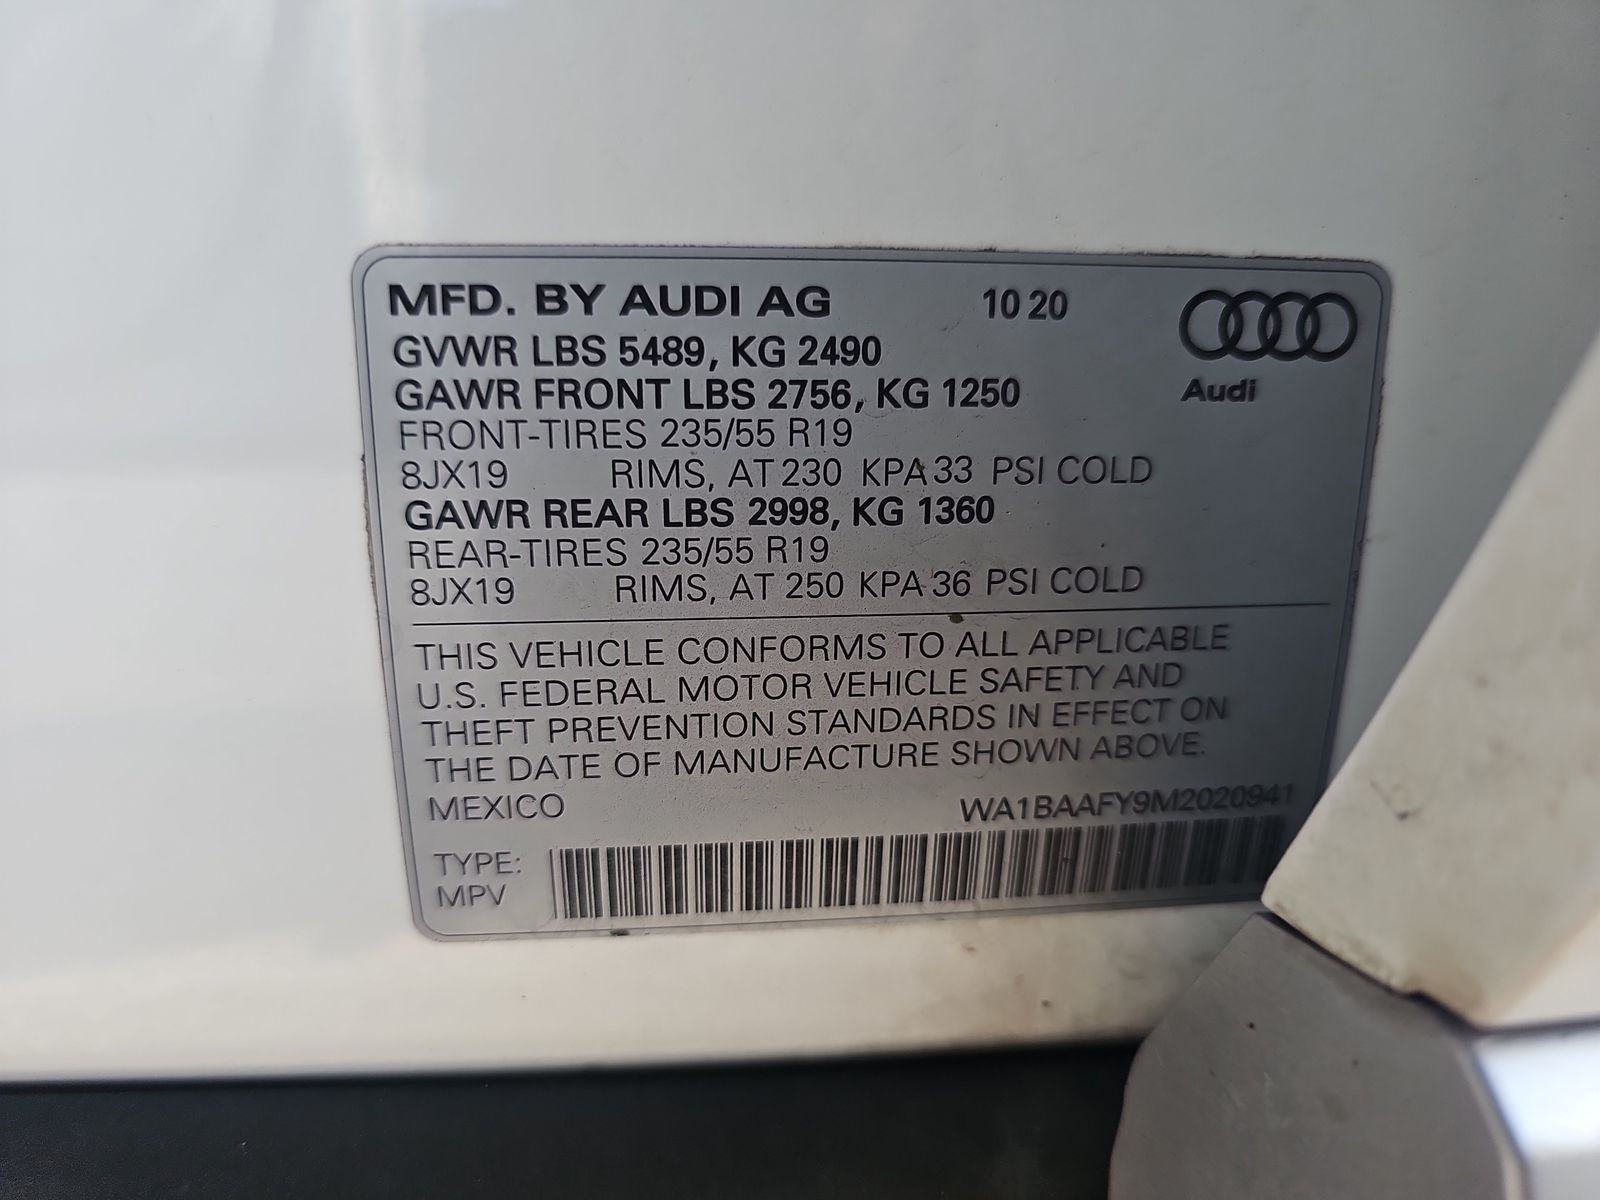 MFD. BY AUDI AG 10 20
GVWR LBS 5489, KG 2490
GAWR FRONT LBS 2756, KG 1250
Audi
FRONT-TIRES 235/55 R19
8JX19 RIMS, AT 230 KPA 33 PSI COLD
GAWR REAR LBS 2998, KG 1360
REAR-TIRES 235/55 R19
8JX19 RIMS, AT 250 KPA 36 PSI COLD
THIS VEHICLE CONFORMS TO ALL APPLICABLE
U.S. FEDERAL MOTOR VEHICLE SAFETY AND
THEFT PREVENTION STANDARDS IN EFFECT ON
THE DATE OF MANUFACTURE SHOWN ABOVE.
MEXICO WA1BAAFY9M2020941
TYPE:
MPV